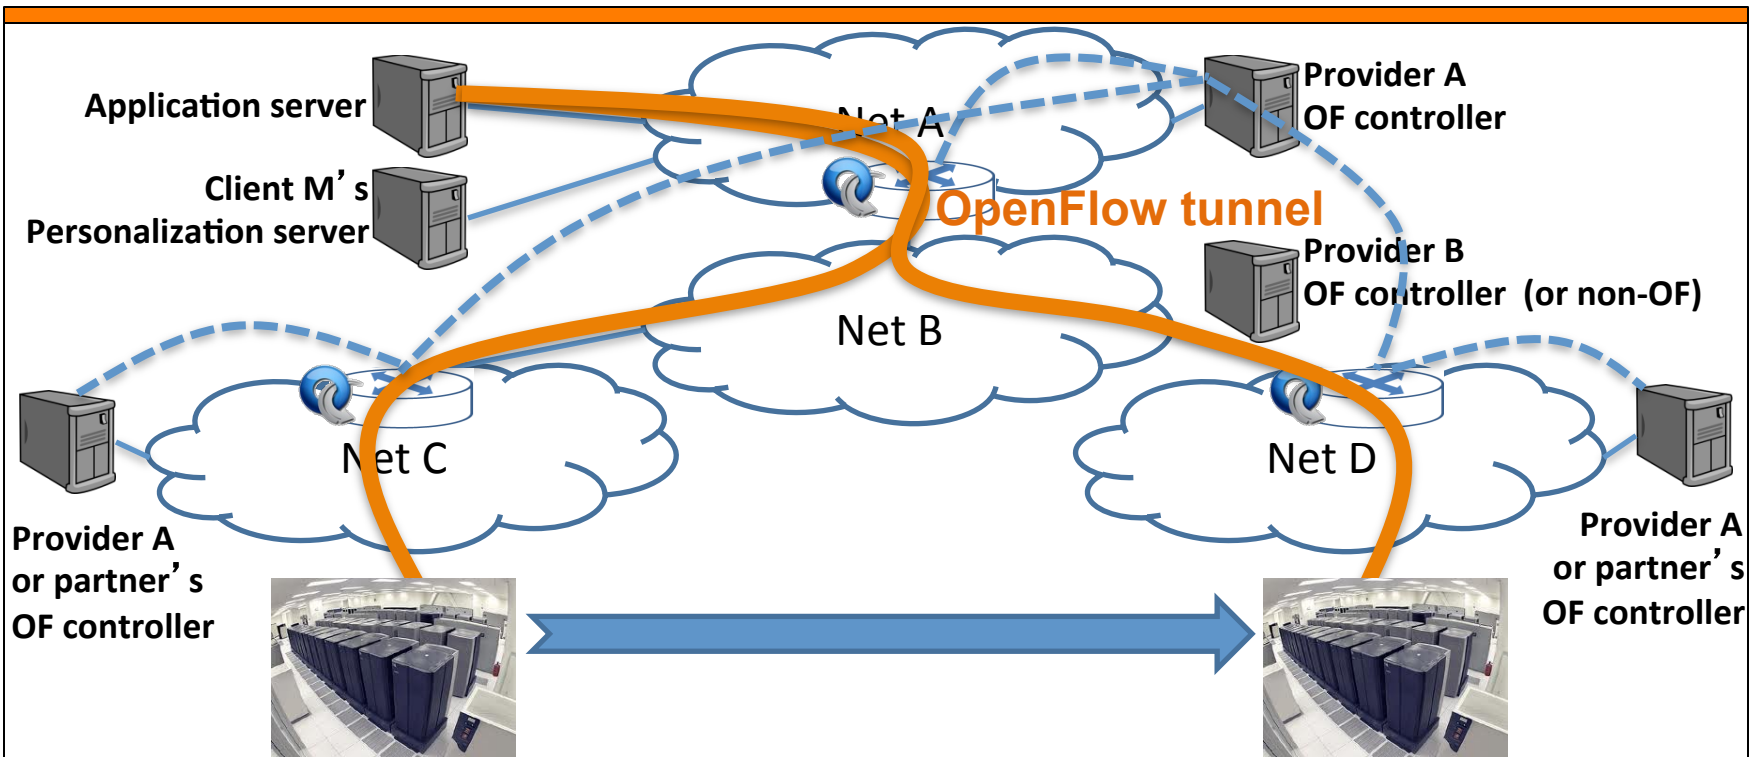 Application server
Net A
Provider A
OF controller
Client M’s
Personalization server
OpenFlow tunnel
Provider B
OF controller (or non-OF)
Net B
Net C
Net D
Provider A
or partner’s
OF controller
Provider A
or partner’s
OF controller